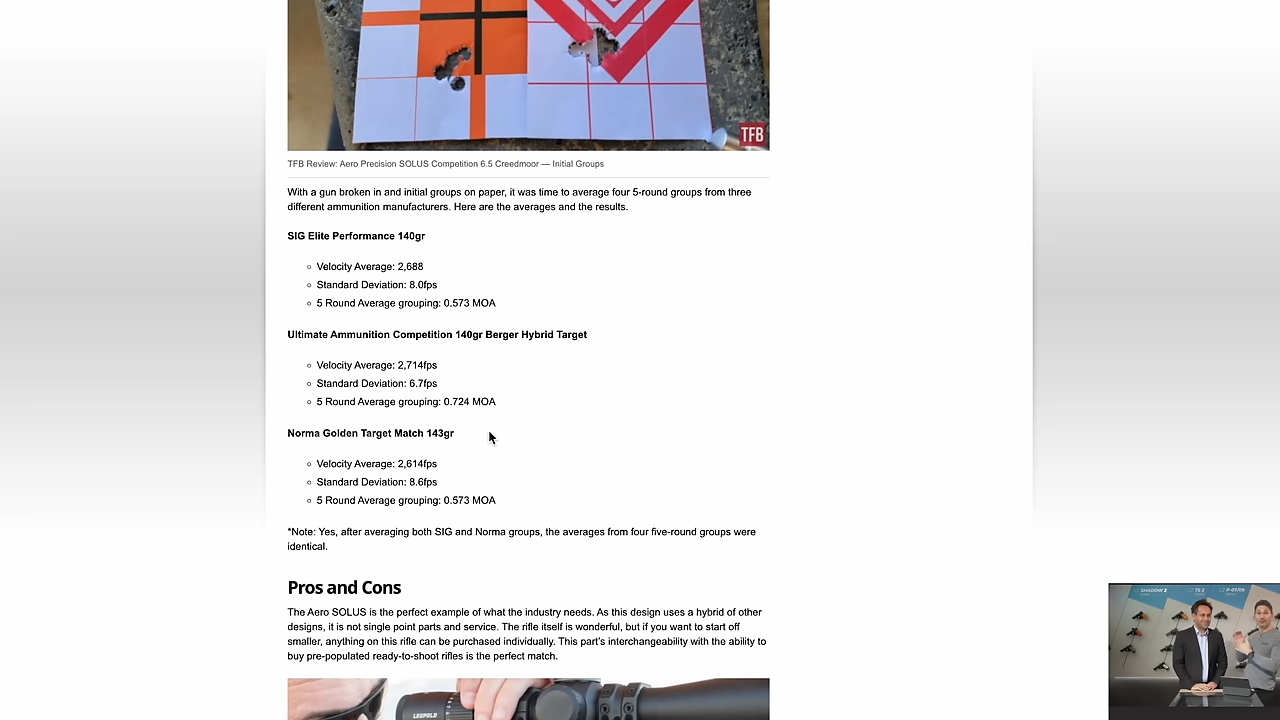 TFB
TFB Review: Aero Precision SOLUS Competition 6.5 Creedmoor — Initial Groups
With a gun broken in and initial groups on paper, it was time to average four 5-round groups from three
different ammunition manufacturers. Here are the averages and the results.
SIG Elite Performance 140gr
Velocity Average: 2,688
Standard Deviation: 8.0fps
5 Round Average grouping: 0.573 MOA
Ultimate Ammunition Competition 140gr Berger Hybrid Target
Velocity Average: 2,714fps
Standard Deviation: 6.7fps
5 Round Average grouping: 0.724 MOA
Norma Golden Target Match 143gr
Velocity Average: 2,614fps
Standard Deviation: 8.6fps
5 Round Average grouping: 0.573 MOA
*Note: Yes, after averaging both SIG and Norma groups, the averages from four five-round groups were
identical.
Pros and Cons
The Aero SOLUS is the perfect example of what the industry needs. As this design uses a hybrid of other
designs, it is not single point parts and service. The rifle itself is wonderful, but if you want to start off
smaller, anything on this rifle can be purchased individually. This part's interchangeability with the ability to
buy pre-populated ready-to-shoot rifles is the perfect match.
LEUPOLD
SHADOW 2 TS 2 P-07/09